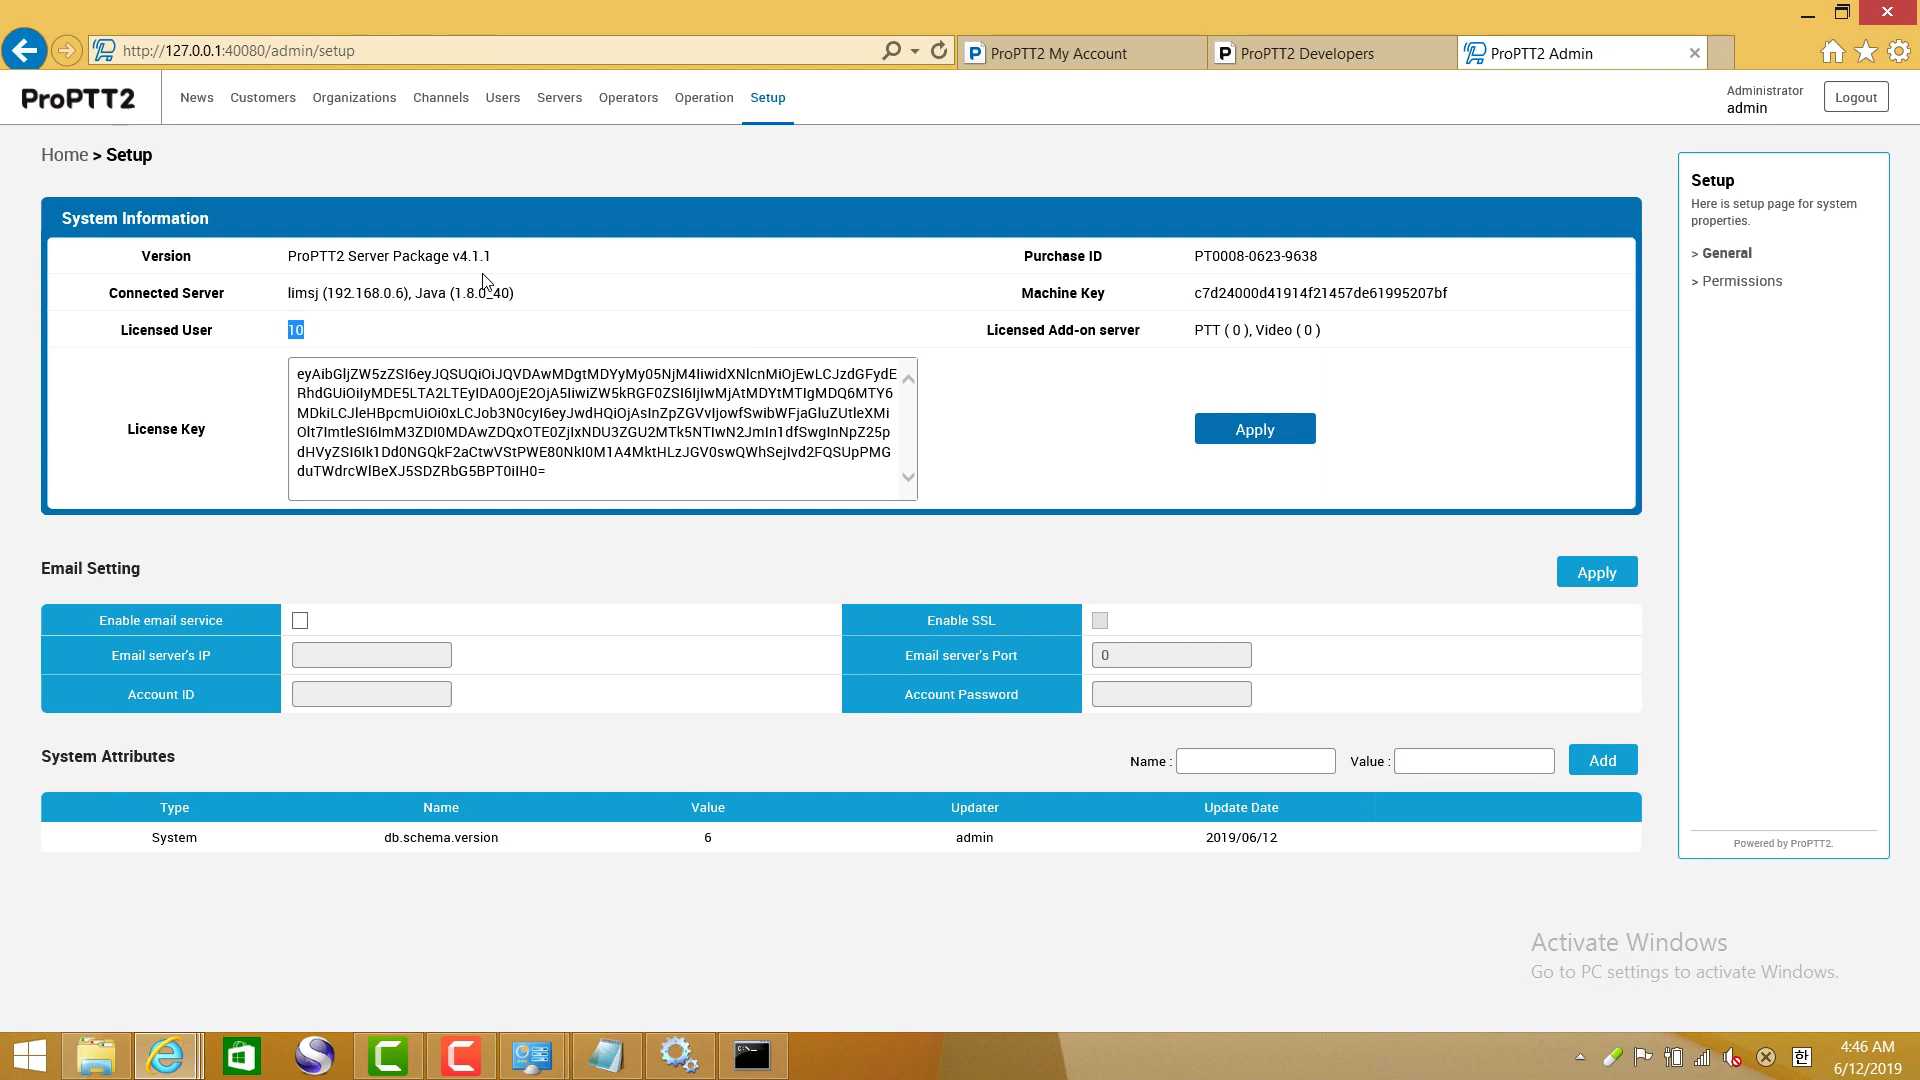 http://127.0.0.1:40080/admin/setup
ProPTT2 My Account
ProPTT2 Developers
ProPTT2 Admin
ProPTT2
News
Customers
Organizations
Channels
Users
Servers
Operators
Operation
Setup
Administrator
admin
Logout
Home > Setup
System Information
Version
ProPTT2 Server Package v4.1.1
Purchase ID
PT0008-0623-9638
Connected Server
limsj (192.168.0.6), Java (1.8.0_40)
Machine Key
c7d24000d41914f21457de61995207bf
Licensed User
10
Licensed Add-on server
PTT ( 0 ), Video ( 0 )
License Key
eyAibGljZW5zZSI6eyJQSUQiOiJQVDAwMDgtMDYyMy05NjM4IiwidXNlcnMiOjEwLCJzdGFydE
RhdGUiOiIyMDE5LTA2LTEyIDA0OjE2OjA5IiwiZW5kRGF0ZSI6IjIwMjAtMDYtMTIgMDQ6MTY6
MDkiLCJleHBpcmUiOi0xLCJob3N0cyI6eyJwdHQiOjAsInZpZGVvIjowfSwibWFjaGluZUtleXMi
Olt7ImtleSI6ImM3ZDI0MDAwZDQxOTE0ZjIxNDU3ZGU2MTk5NTIwN2JmIn1dfSwgInNpZ25p
dHVyZSI6Ik1Dd0NGQkF2aCtwVStPWE80NkI0M1A4MktHLzJGV0swQWhSejIvd2FQSUpPMG
duTWdrcWlBeXJ5SDZRbG5BPT0iIH0=
Apply
Email Setting
Apply
Enable email service
Enable SSL
Email server's IP
Email server's Port
0
Account ID
Account Password
System Attributes
Name :
Value :
Add
Type
Name
Value
Updater
Update Date
System
db.schema.version
6
admin
2019/06/12
Setup
Here is setup page for system
properties.
> General
> Permissions
Powered by ProPTT2.
Activate Windows
Go to PC settings to activate Windows.
한
4:46 AM
6/12/2019